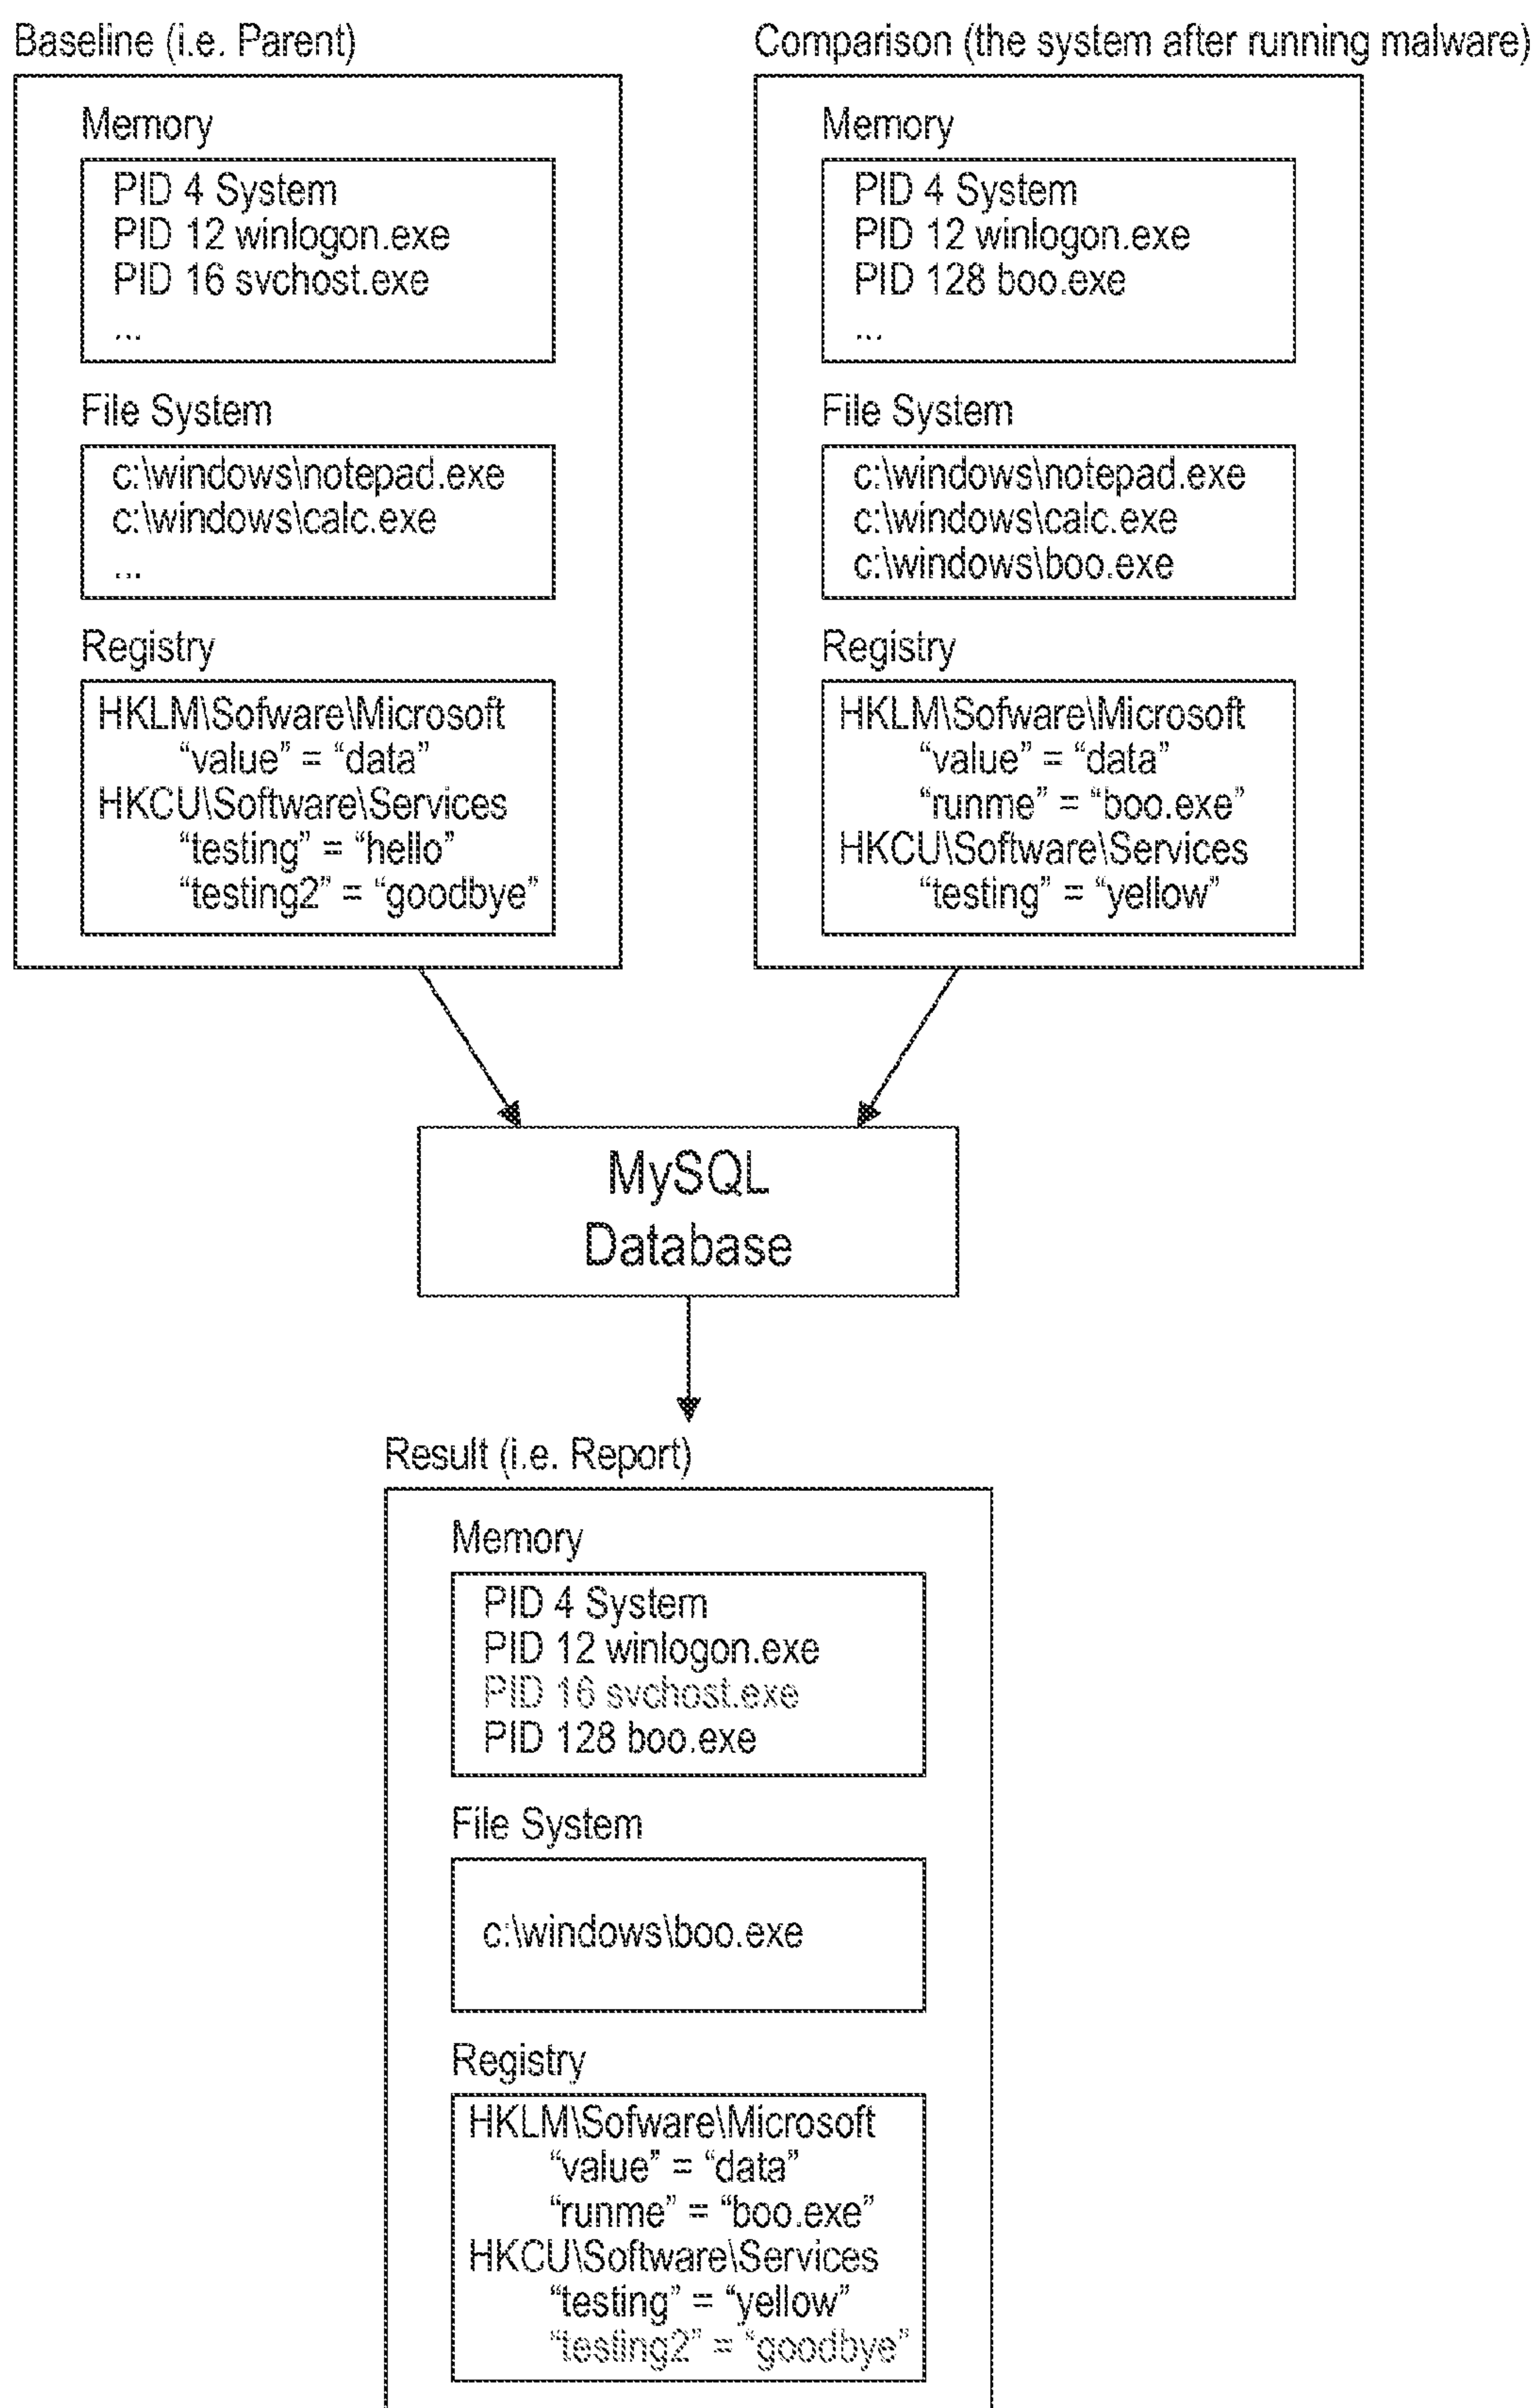 Baseline (i.e. Parent)
Memory
PID 4 System
PID 12 winlogon.exe
PID 16 svchost.exe
...
File System
c:\windows\notepad.exe
c:\windows\calc.exe
...
Registry
HKLM\Sofware\Microsoft
“value” = “data”
HKCU\Software\Services
“testing” = “hello”
“testing2” = “goodbye”
Comparison (the system after running malware)
Memory
PID 4 System
PID 12 winlogon.exe
PID 128 boo.exe
...
File System
c:\windows\notepad.exe
c:\windows\calc.exe
c:\windows\boo.exe
Registry
HKLM\Sofware\Microsoft
“value” = “data”
“runme” = “boo.exe”
HKCU\Software\Services
“testing” = “yellow”
MySQL
Database
Result (i.e. Report)
Memory
PID 4 System
PID 12 winlogon.exe
PID 16 svchost.exe
PID 128 boo.exe
File System
c:\windows\boo.exe
Registry
HKLM\Sofware\Microsoft
“value” = “data”
“runme” = “boo.exe”
HKCU\Software\Services
“testing” = “yellow”
“testing2” = “goodbye”